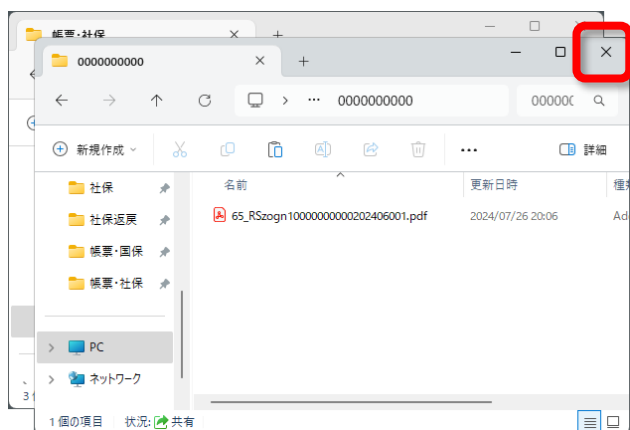 帳票・社保
0000000000
0000000000
新規作成
詳細
名前
更新日時
社保
65_RSzogn1000000000202406001.pdf
2024/07/26 20:06
社保返戻
帳票・国保
帳票・社保
PC
ネットワーク
1 個の項目
状況:
共有